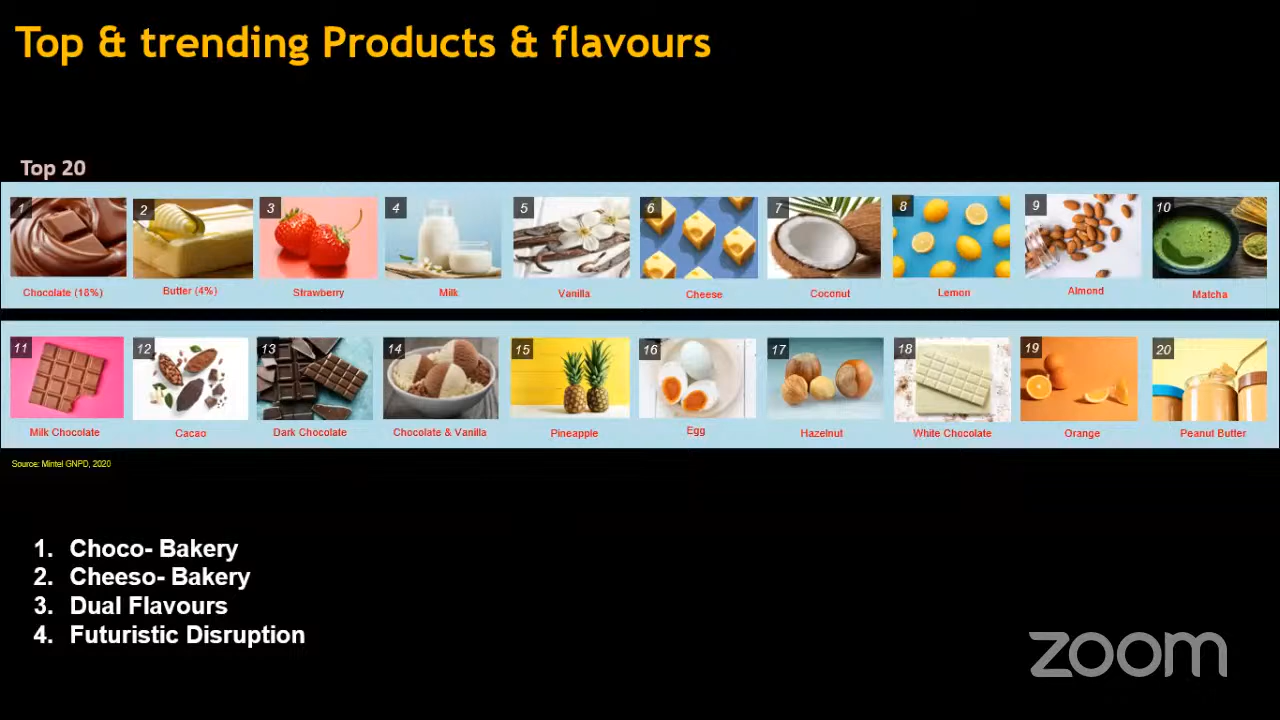 Top & trending Products & flavours
Top 20
1 2 3 4 5 6 7 8 9 10
Chocolate (18%) Butter (4%) Strawberry Milk Vanilla Cheese Coconut Lemon Almond Matcha
11 12 13 14 15 16 17 18 19 20
Milk Chocolate Cacao Dark Chocolate Chocolate & Vanilla Pineapple Egg Hazelnut White Chocolate Orange Peanut Butter
Source: Mintel GNPD, 2020
1. Choco- Bakery
2. Cheeso- Bakery
3. Dual Flavours
4. Futuristic Disruption
zoom